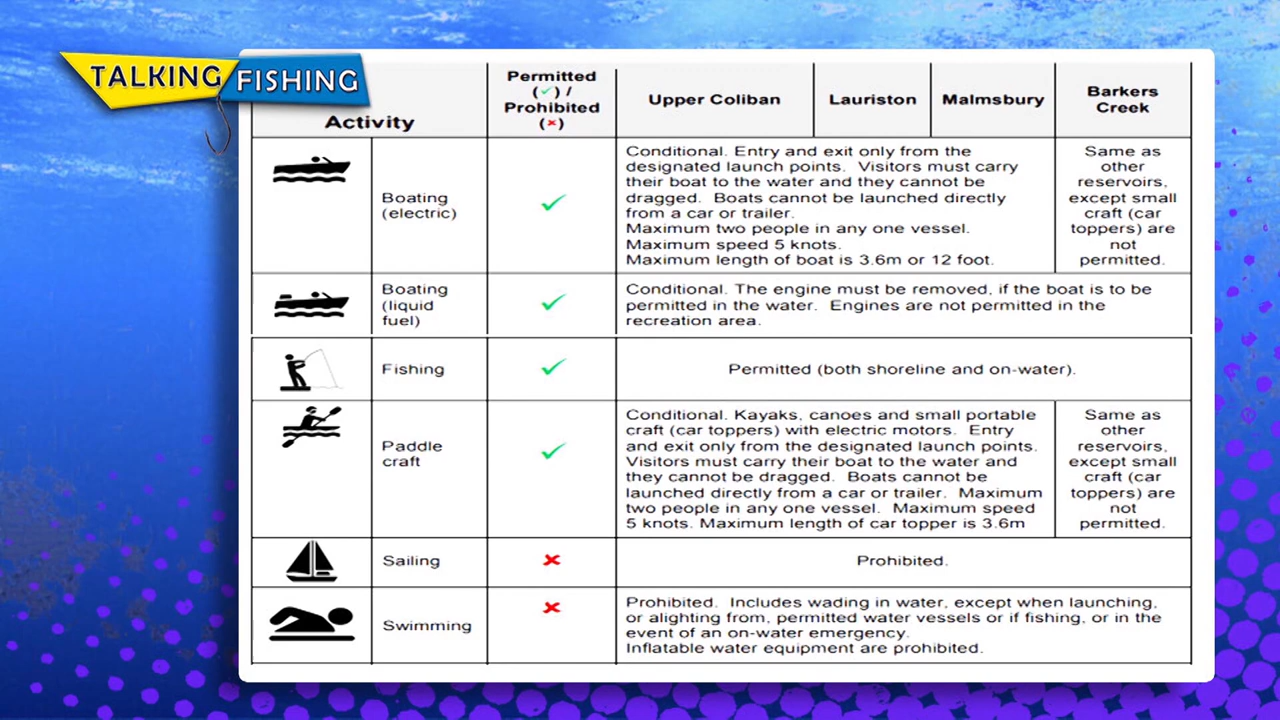 TALKING FISHING
Activity
Permitted
(✓) /
Prohibited
(×)
Upper Coliban
Lauriston
Malmsbury
Barkers
Creek
Boating
(electric)
Conditional. Entry and exit only from the
designated launch points. Visitors must carry
their boat to the water and they cannot be
dragged. Boats cannot be launched directly
from a car or trailer.
Maximum two people in any one vessel.
Maximum speed 5 knots.
Maximum length of boat is 3.6m or 12 foot.
Same as
other
reservoirs,
except small
craft (car
toppers) are
not
permitted.
Boating
(liquid
fuel)
Conditional. The engine must be removed, if the boat is to be
permitted in the water. Engines are not permitted in the
recreation area.
Fishing
Permitted (both shoreline and on-water).
Paddle
craft
Conditional. Kayaks, canoes and small portable
craft (car toppers) with electric motors. Entry
and exit only from the designated launch points.
Visitors must carry their boat to the water and
they cannot be dragged. Boats cannot be
launched directly from a car or trailer. Maximum
two people in any one vessel. Maximum speed
5 knots. Maximum length of car topper is 3.6m
Same as
other
reservoirs,
except small
craft (car
toppers) are
not
permitted.
Sailing
Prohibited.
Swimming
Prohibited. Includes wading in water, except when launching,
or alighting from, permitted water vessels or if fishing, or in the
event of an on-water emergency.
Inflatable water equipment are prohibited.